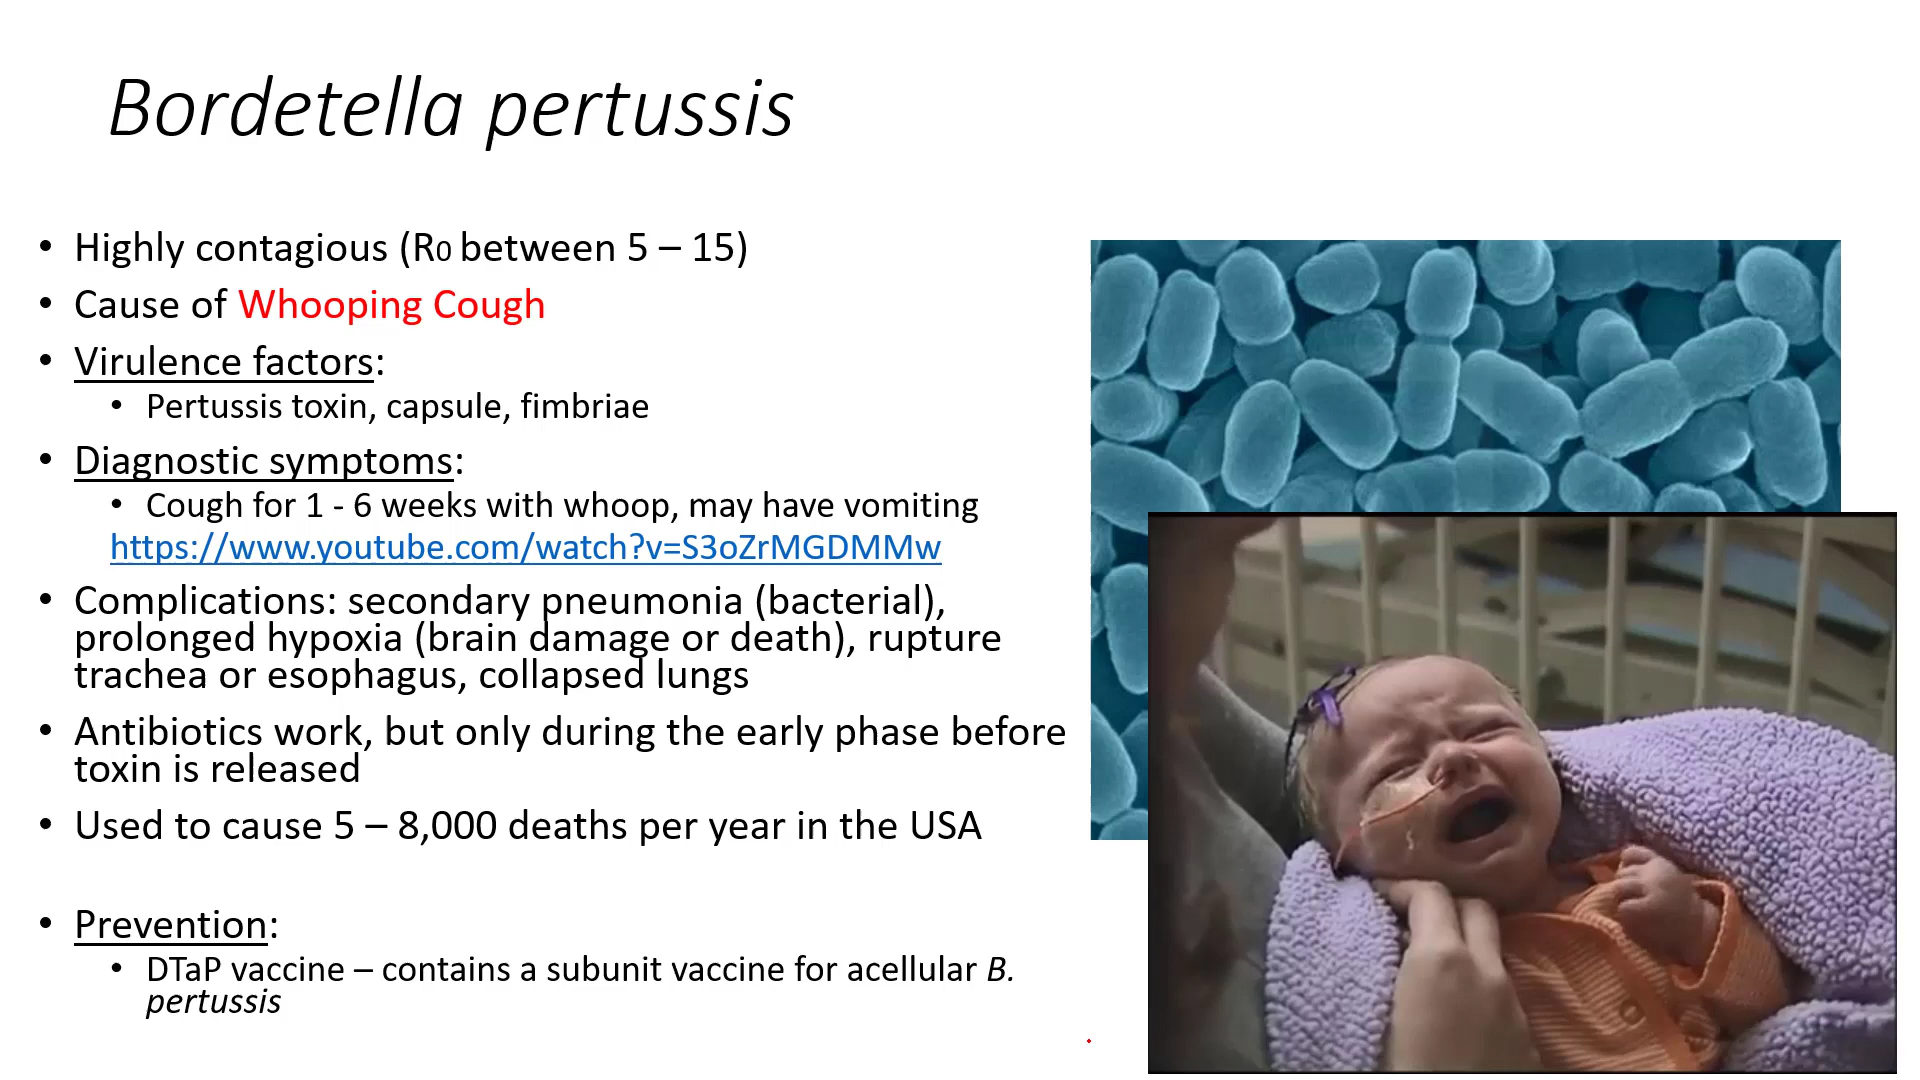 Bordetella pertussis
• Highly contagious (R0 between 5 – 15)
• Cause of Whooping Cough
• Virulence factors:
• Pertussis toxin, capsule, fimbriae
• Diagnostic symptoms:
• Cough for 1 - 6 weeks with whoop, may have vomiting
https://www.youtube.com/watch?v=S3oZrMGDMMw
• Complications: secondary pneumonia (bacterial),
prolonged hypoxia (brain damage or death), rupture
trachea or esophagus, collapsed lungs
• Antibiotics work, but only during the early phase before
toxin is released
• Used to cause 5 – 8,000 deaths per year in the USA
• Prevention:
• DTaP vaccine – contains a subunit vaccine for acellular B.
pertussis